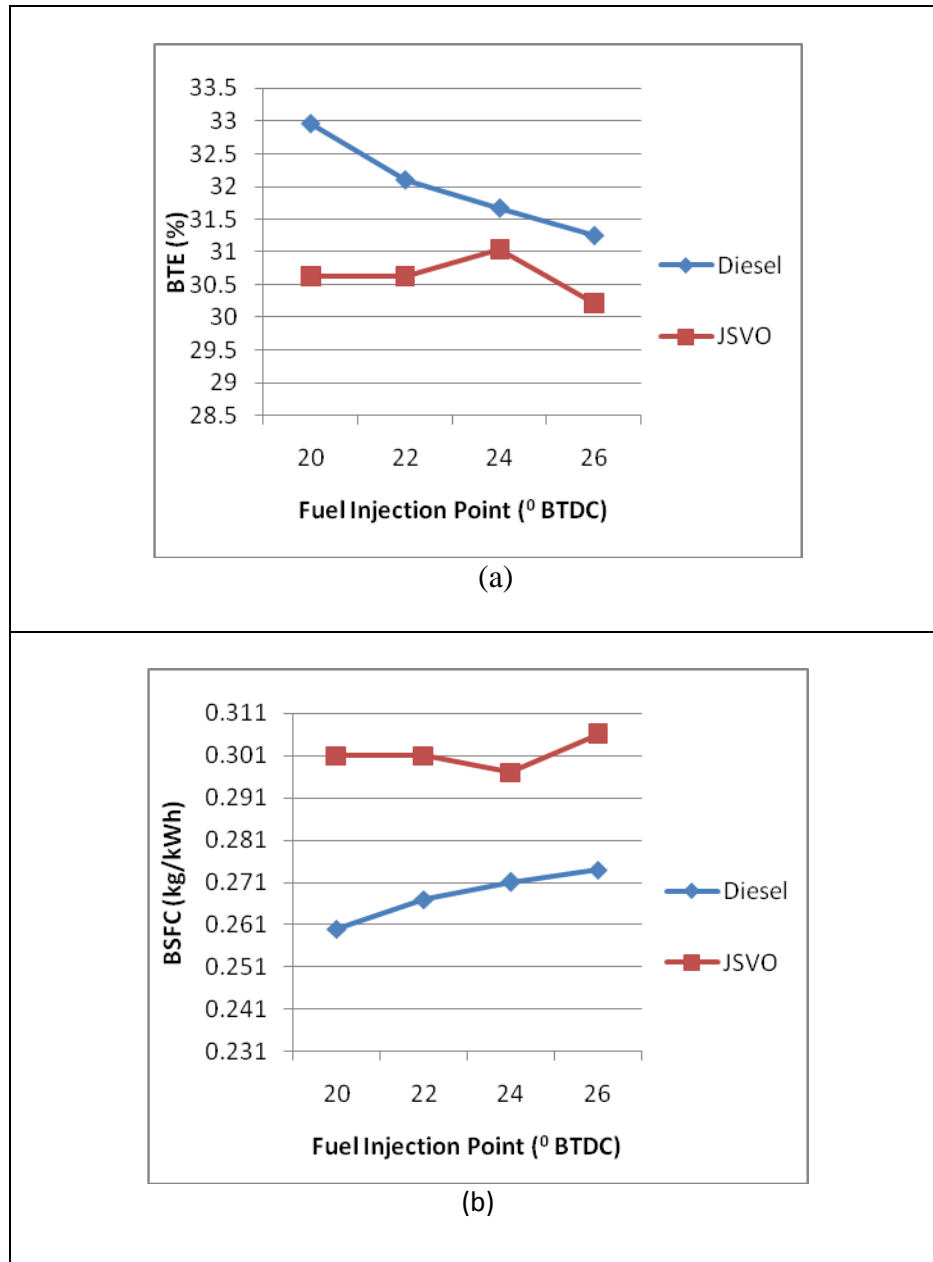 33.5
33
32.5
32
31.5
31
30.5
30
29.5
29
28.5
BTE (%)
20 22 24 26
Fuel Injection Point (⁰ BTDC)
Diesel
JSVO
(a)
0.311
0.301
0.291
0.281
0.271
0.261
0.251
0.241
0.231
BSFC (kg/kWh)
20 22 24 26
Fuel Injection Point (⁰ BTDC)
Diesel
JSVO
(b)